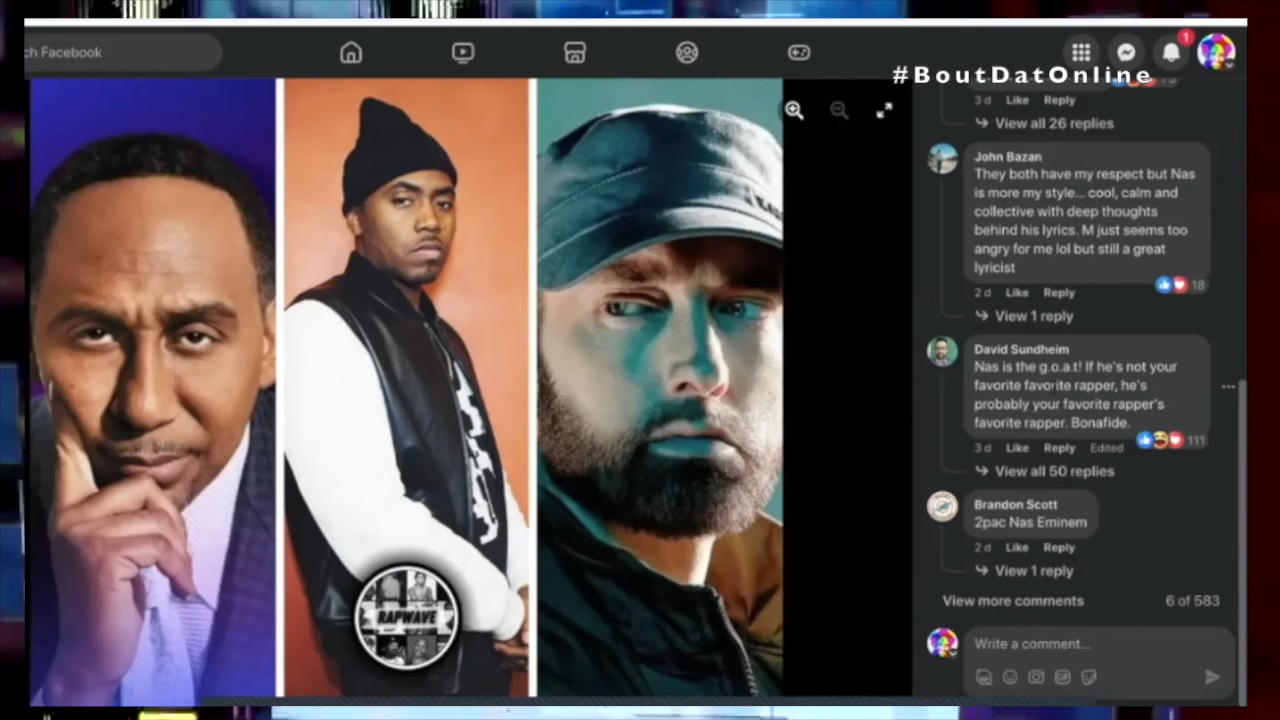 ch Facebook
1
#BoutDatOnline
3 d Like Reply
View all 26 replies
John Bazan
They both have my respect but Nas
is more my style... cool, calm and
collective with deep thoughts
behind his lyrics. M just seems too
angry for me lol but still a great
lyricist
18
2 d Like Reply
View 1 reply
David Sundheim
Nas is the g.o.a.t! If he's not your
favorite favorite rapper, he's
probably your favorite rapper's
favorite rapper. Bonafide.
111
3 d Like Reply Edited
View all 50 replies
Brandon Scott
2pac Nas Eminem
2 d Like Reply
View 1 reply
View more comments 6 of 583
Write a comment...
GIF
RAPWAVE